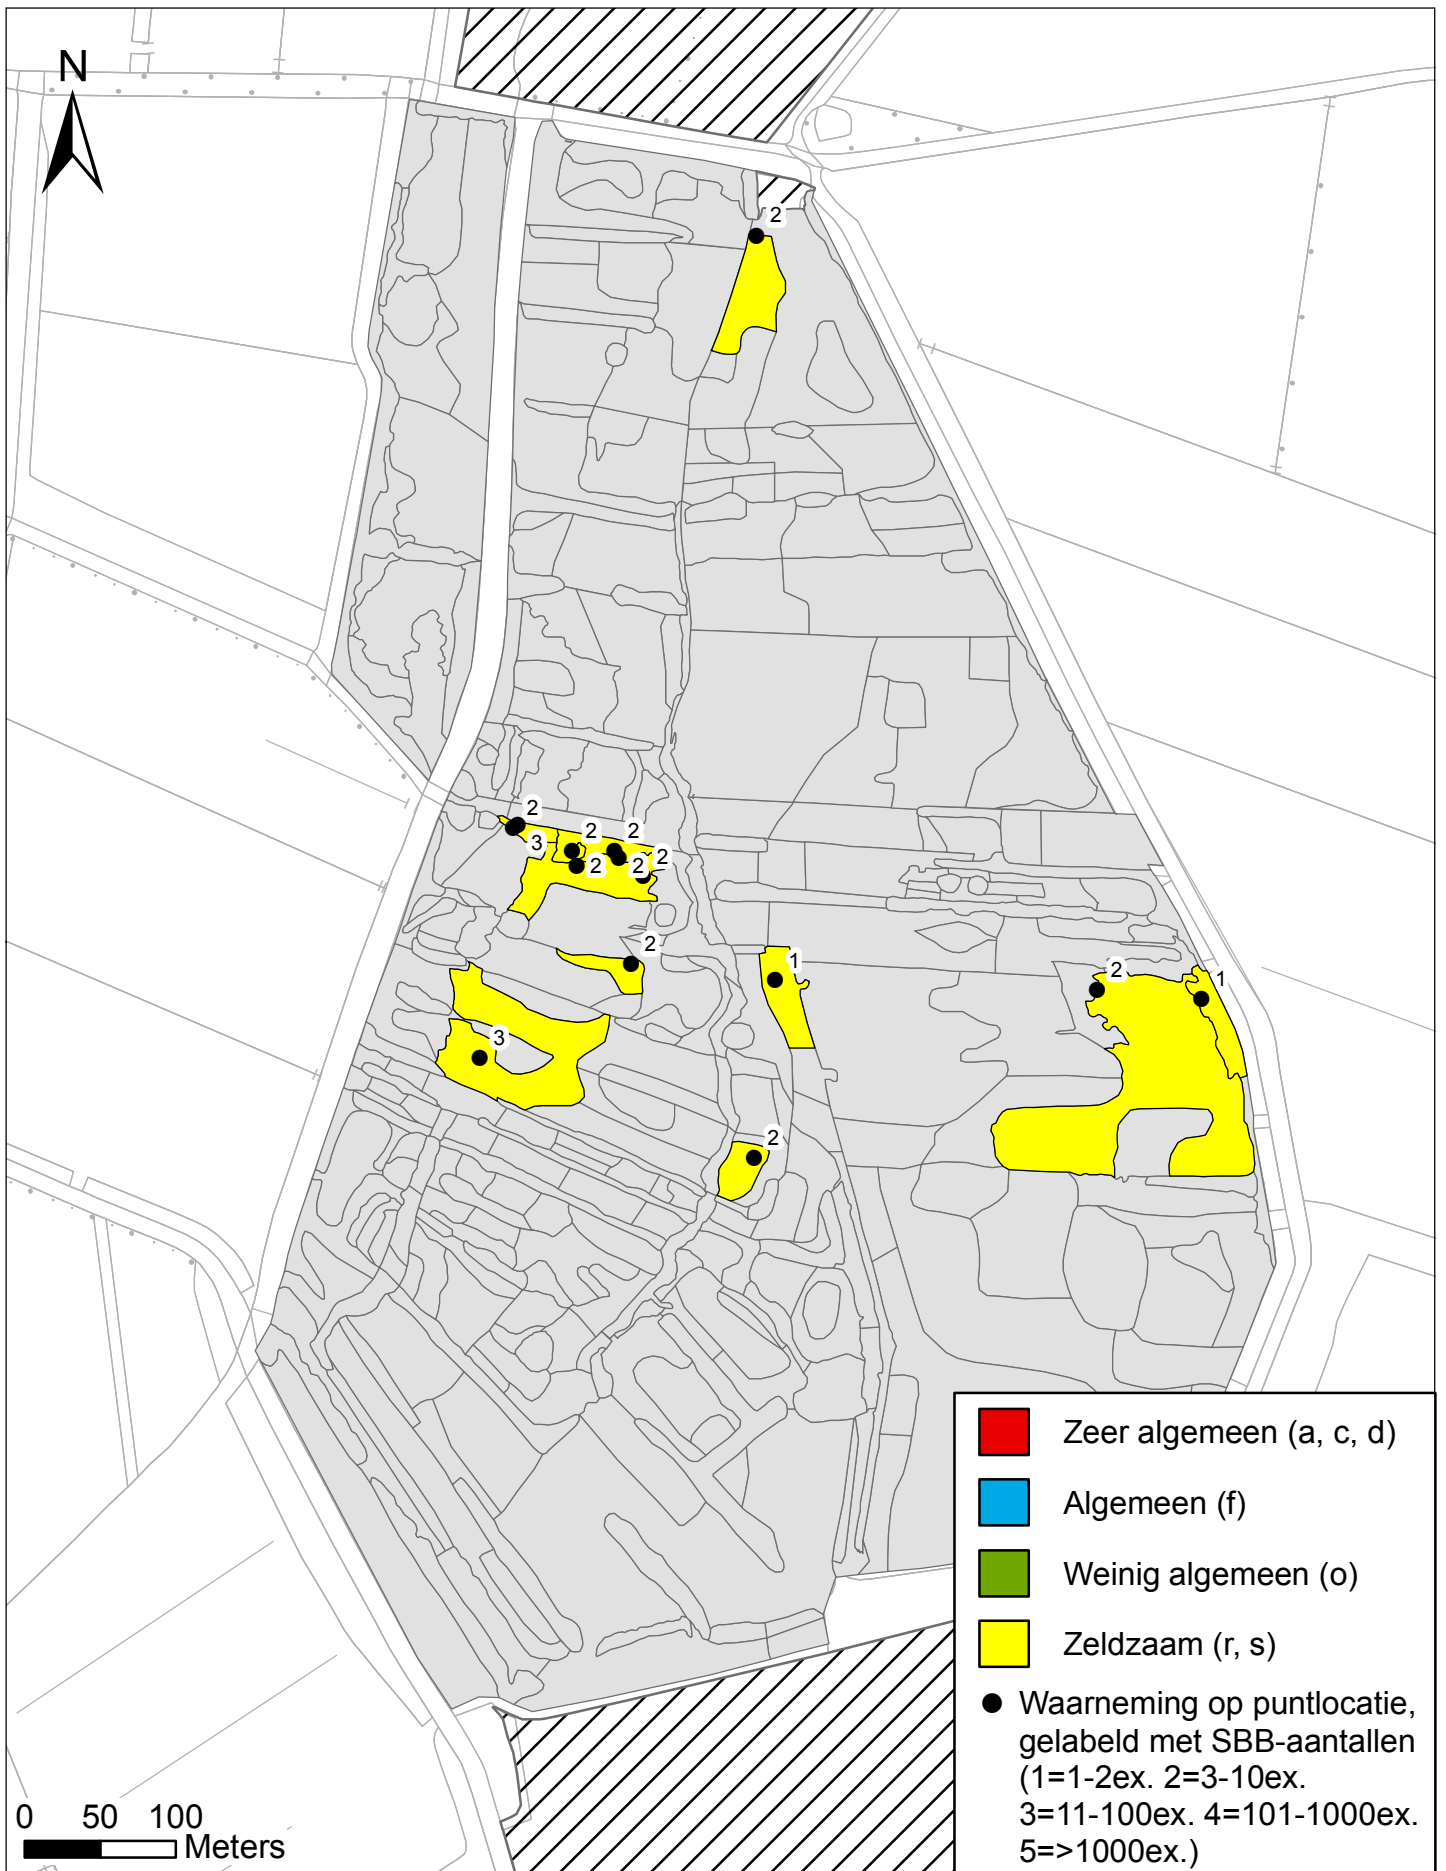 N
2
2
3
2
2
2
2
2
2
1
2
1
3
2
Zeer algemeen (a, c, d)
Algemeen (f)
Weinig algemeen (o)
Zeldzaam (r, s)
Waarneming op puntlocatie,
gelabeld met SBB-aantallen
(1=1-2ex. 2=3-10ex.
3=11-100ex. 4=101-1000ex.
5=>1000ex.)
0 50 100
Meters